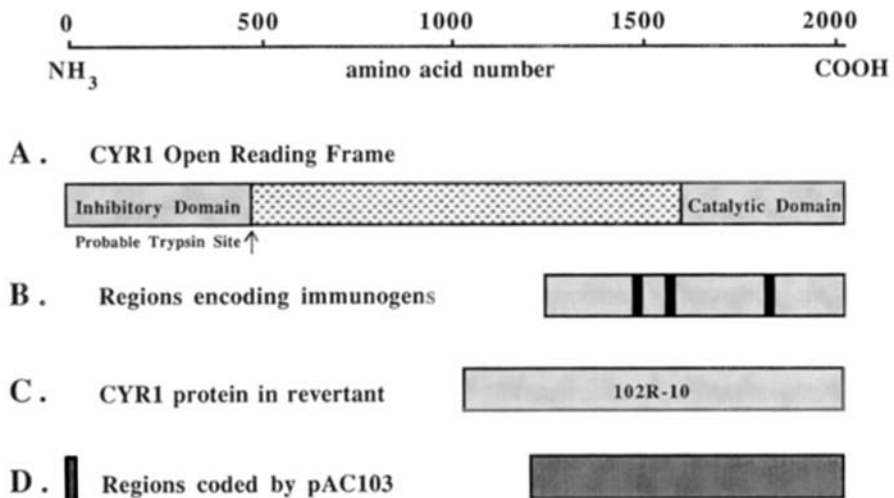 0 500 1000 1500 2000
NH3 amino acid number COOH
A. CYR1 Open Reading Frame
Inhibitory Domain Catalytic Domain
Probable Trypsin Site
B. Regions encoding immunogens
C. CYR1 protein in revertant 102R-10
D. Regions coded by pAC103